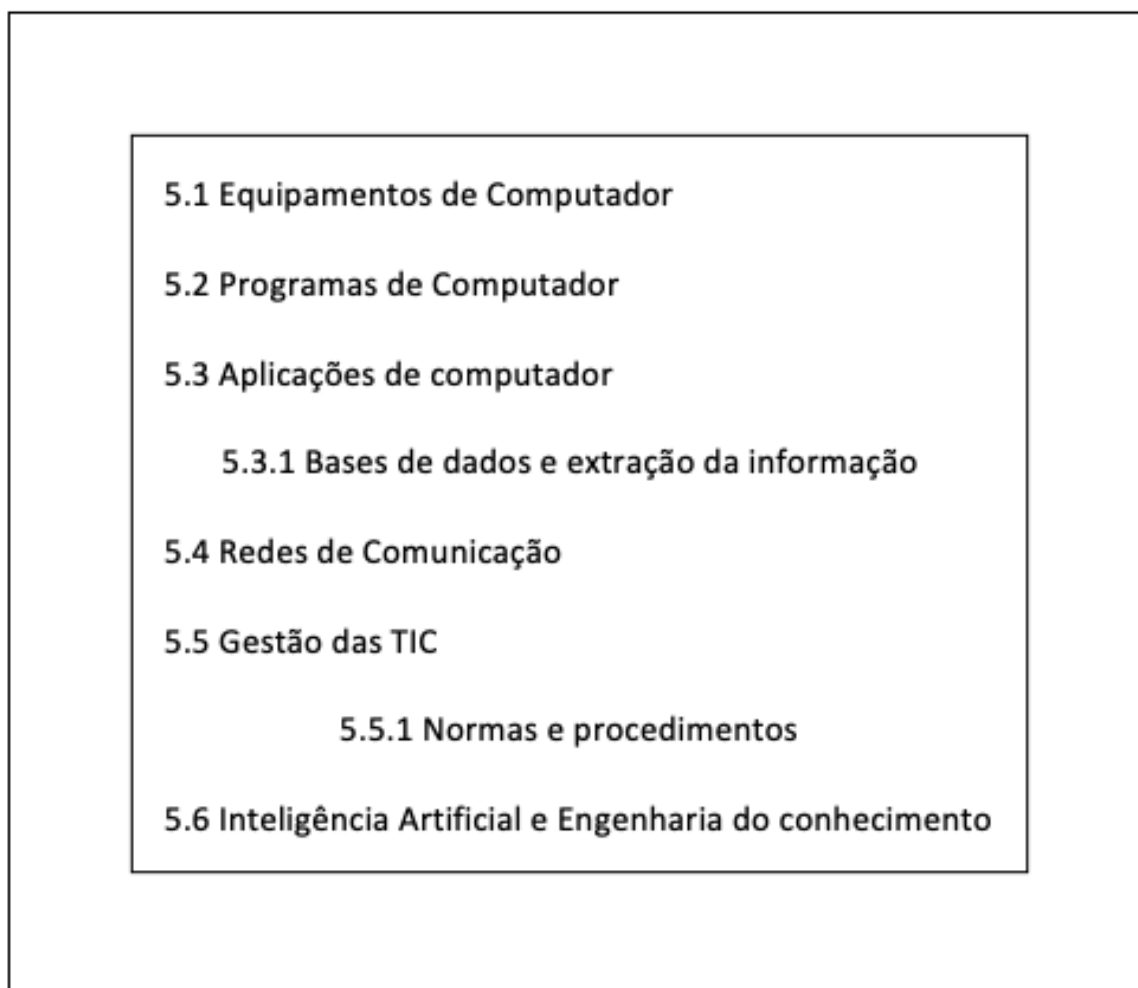 5.1 Equipamentos de Computador
5.2 Programas de Computador
5.3 Aplicações de computador
5.3.1 Bases de dados e extração da informação
5.4 Redes de Comunicação
5.5 Gestão das TIC
5.5.1 Normas e procedimentos
5.6 Inteligência Artificial e Engenharia do conhecimento